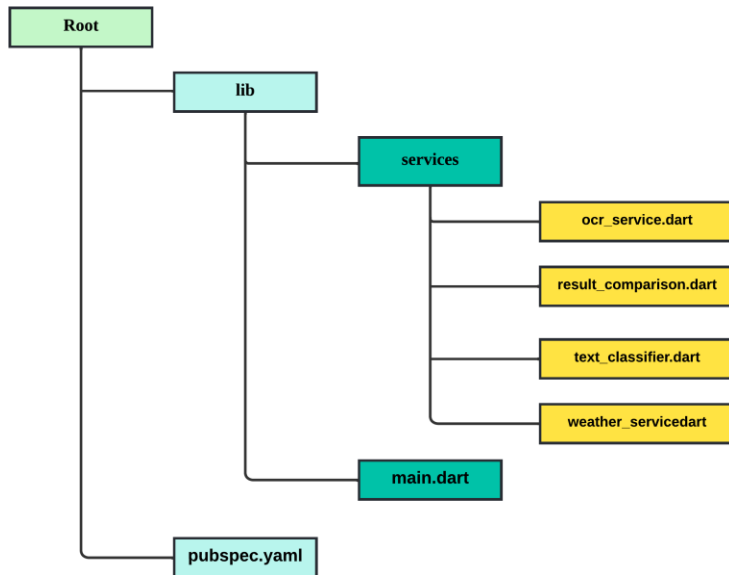 Root
lib
services
ocr_service.dart
result_comparison.dart
text_classifier.dart
weather_servicedart
main.dart
pubspec.yaml